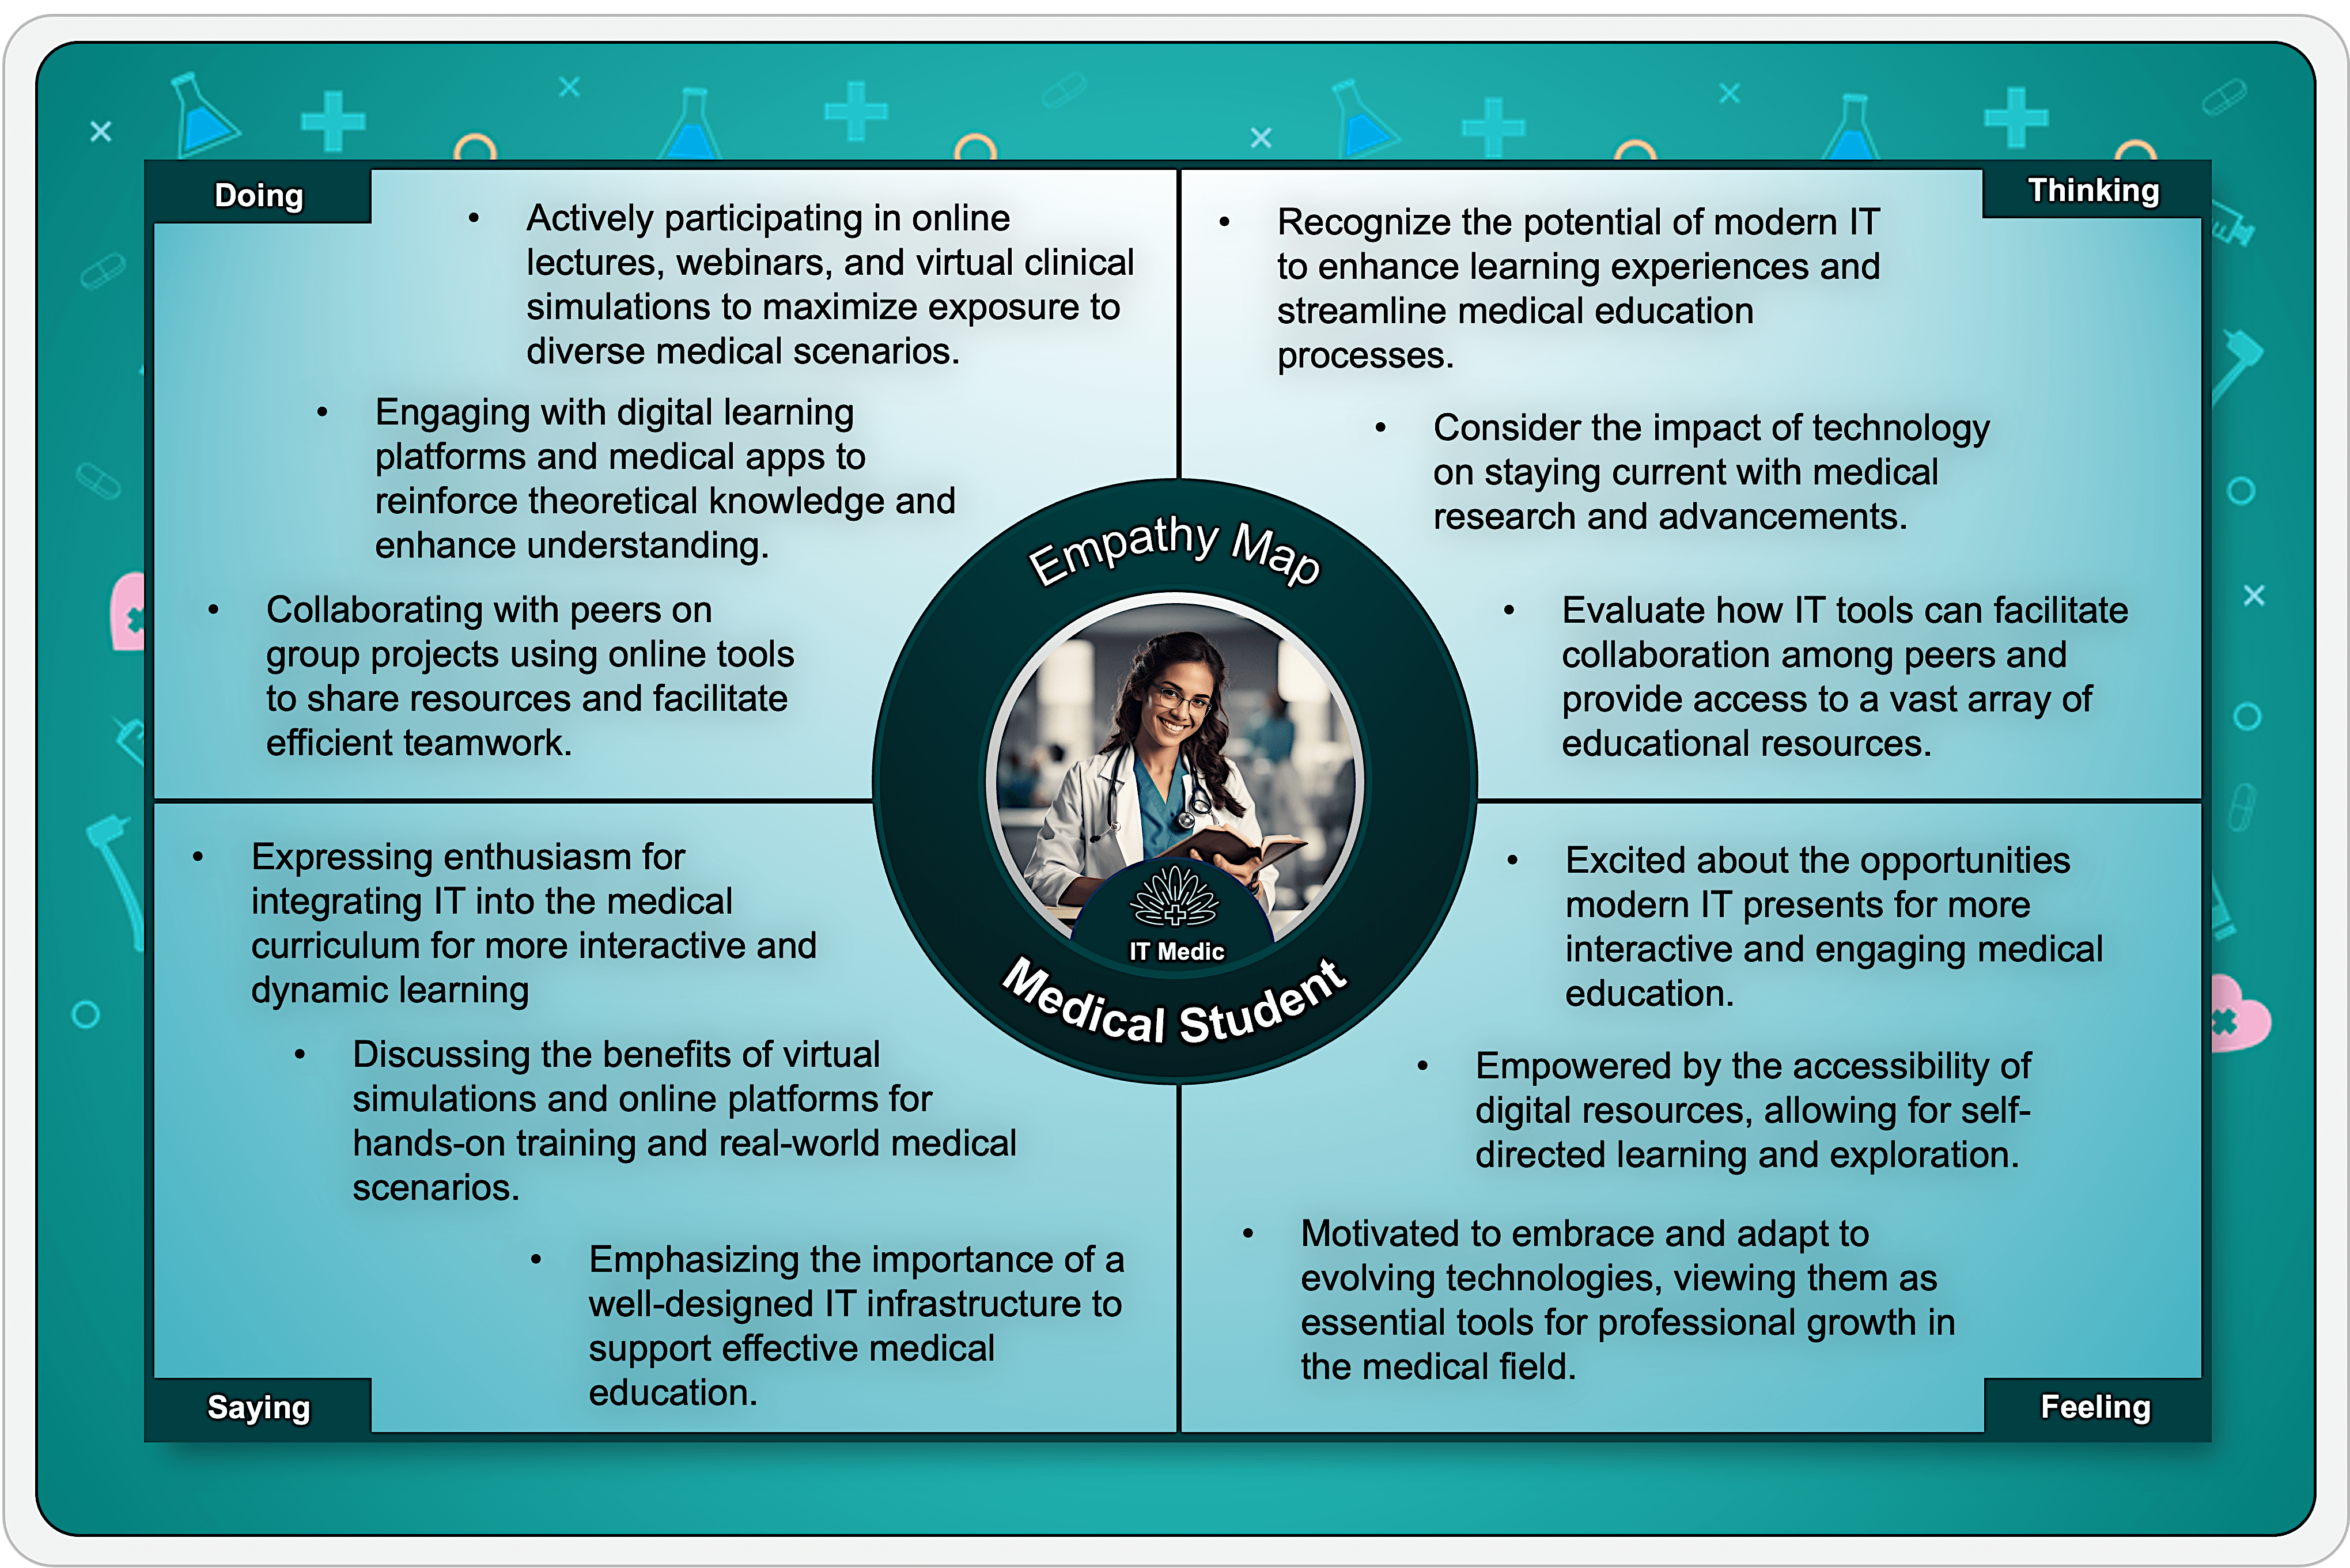 Doing
• Actively participating in online
lectures, webinars, and virtual clinical
simulations to maximize exposure to
diverse medical scenarios.
• Engaging with digital learning
platforms and medical apps to
reinforce theoretical knowledge and
enhance understanding.
• Collaborating with peers on
group projects using online tools
to share resources and facilitate
efficient teamwork.
Thinking
• Recognize the potential of modern IT
to enhance learning experiences and
streamline medical education
processes.
• Consider the impact of technology
on staying current with medical
research and advancements.
• Evaluate how IT tools can facilitate
collaboration among peers and
provide access to a vast array of
educational resources.
Empathy Map
IT Medic
Medical Student
• Expressing enthusiasm for
integrating IT into the medical
curriculum for more interactive and
dynamic learning
• Discussing the benefits of virtual
simulations and online platforms for
hands-on training and real-world medical
scenarios.
• Emphasizing the importance of a
well-designed IT infrastructure to
support effective medical
education.
Saying
• Excited about the opportunities
modern IT presents for more
interactive and engaging medical
education.
• Empowered by the accessibility of
digital resources, allowing for self-
directed learning and exploration.
• Motivated to embrace and adapt to
evolving technologies, viewing them as
essential tools for professional growth in
the medical field.
Feeling